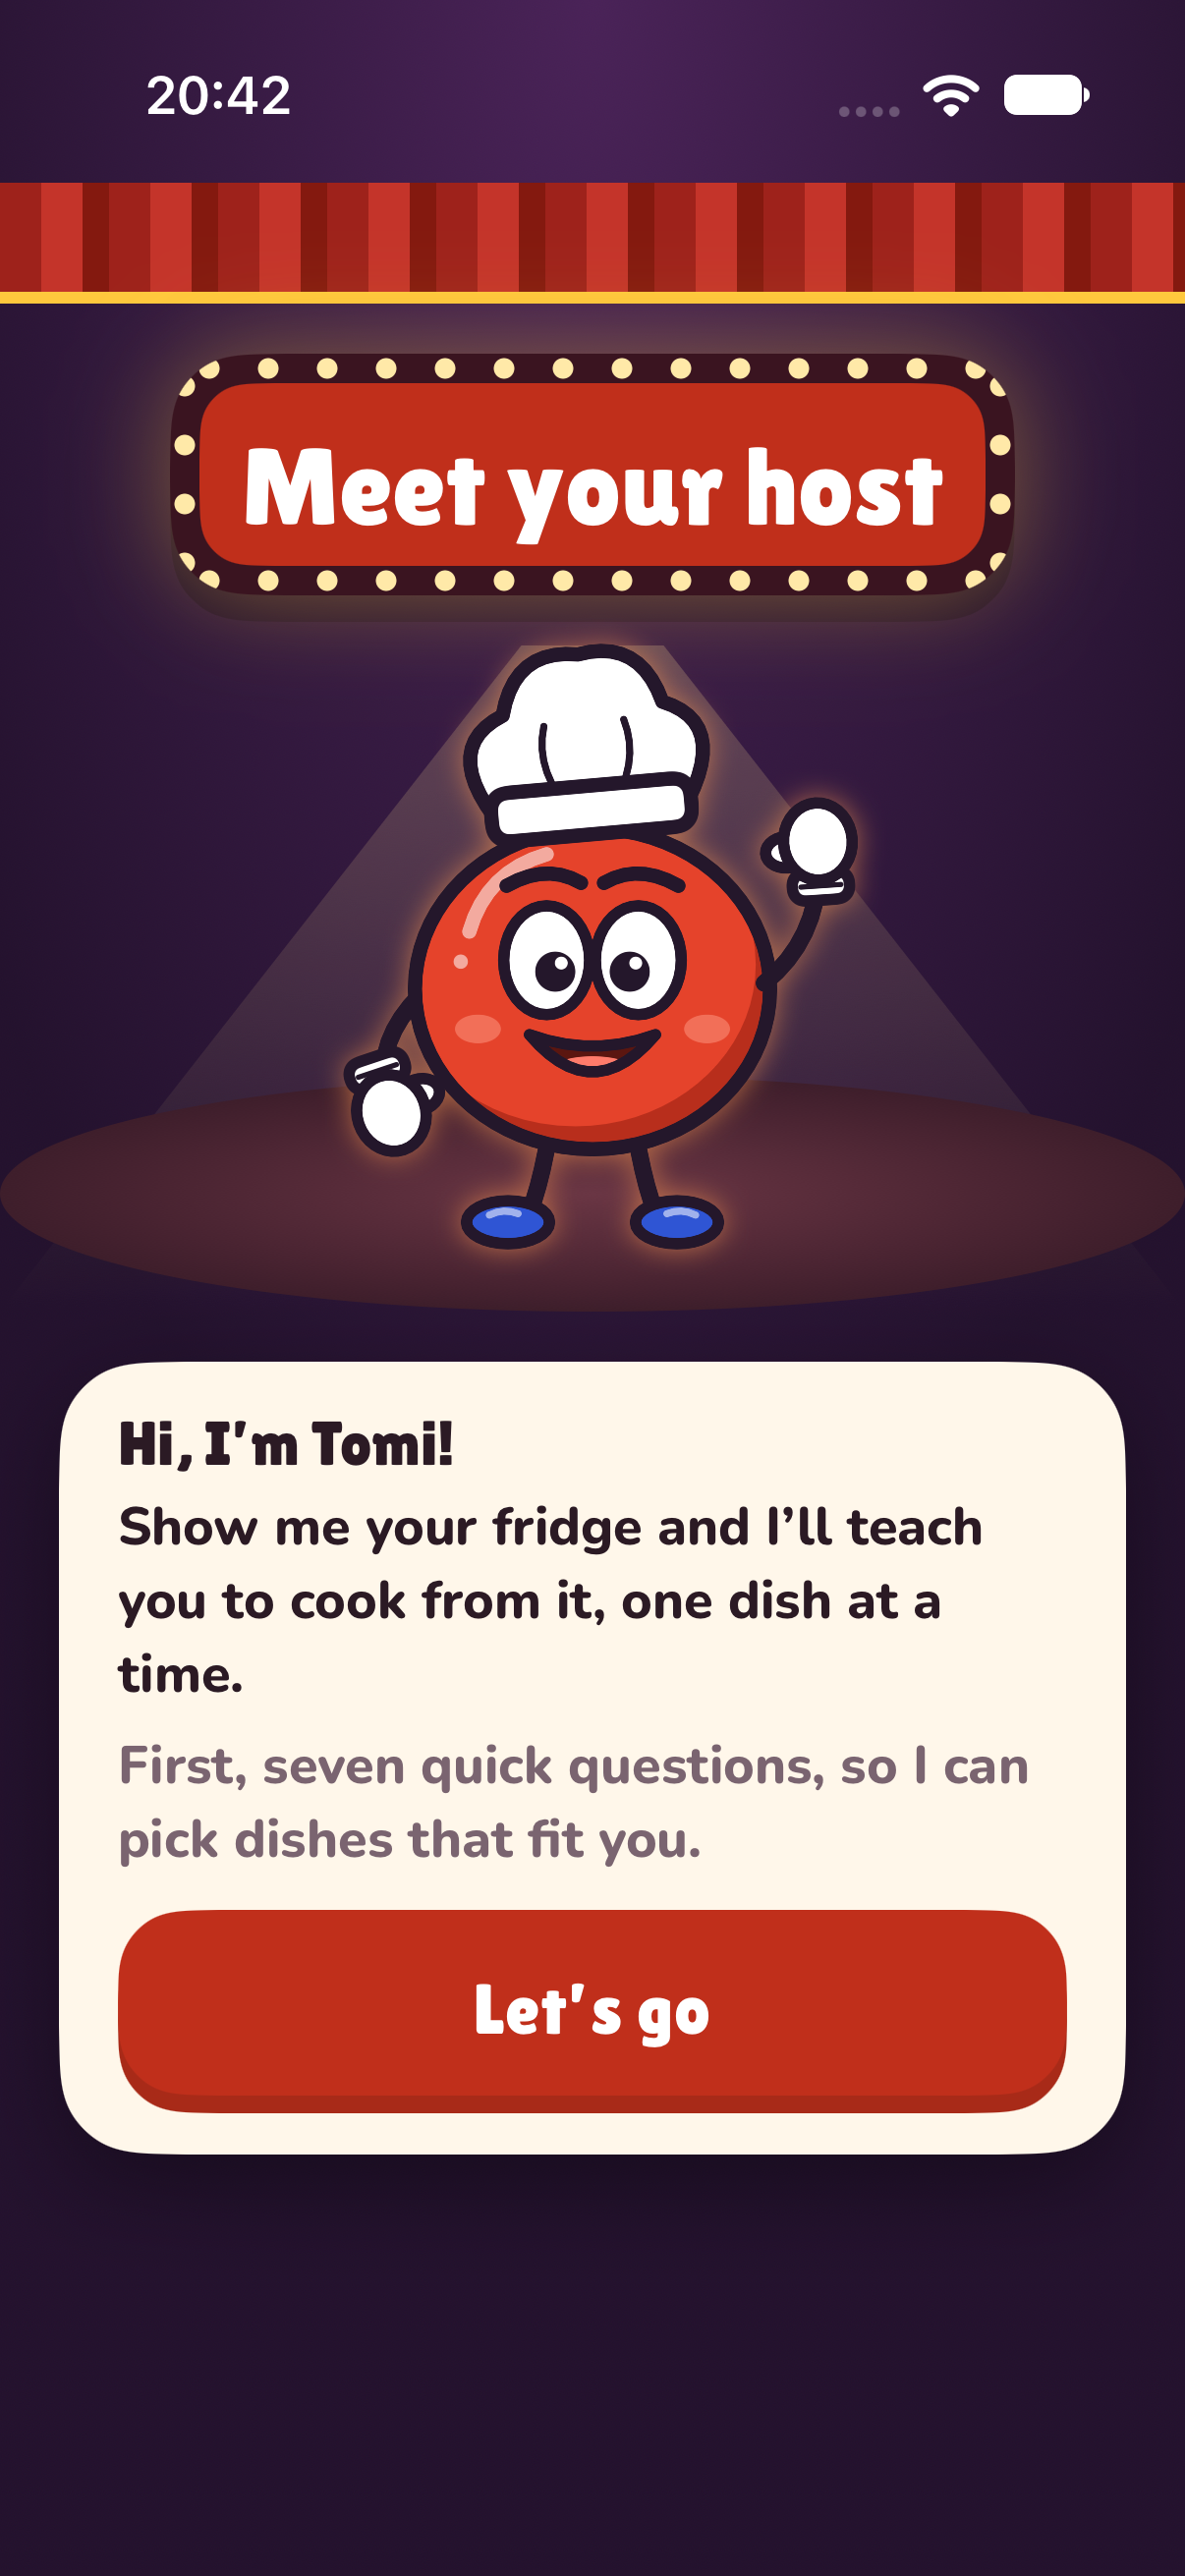 20:42
Meet your host
Hi, I'm Tomi!
Show me your fridge and I’ll teach
you to cook from it, one dish at a
time.
First, seven quick questions, so I can
pick dishes that fit you.
Let's go